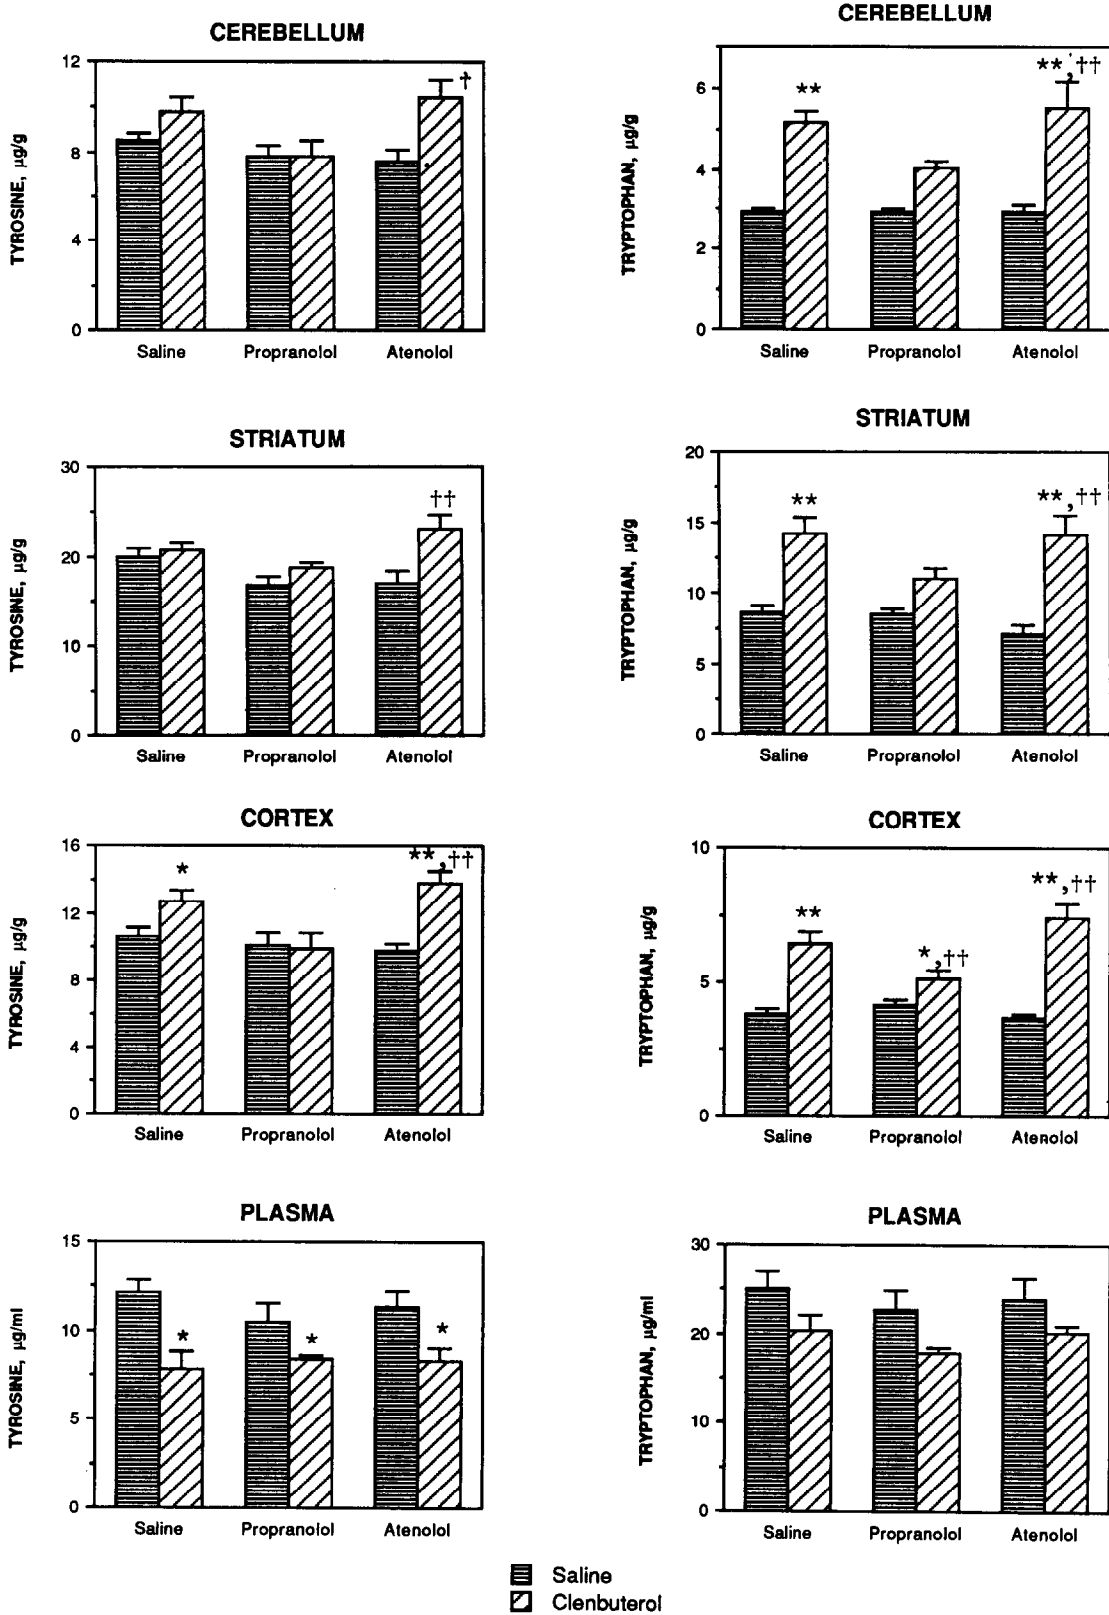 CEREBELLUM
12
8
4
0
TYROSINE, µg/g
†
Saline Propranolol Atenolol
CEREBELLUM
6
4
2
0
TRYPTOPHAN, µg/g
**
**,††
Saline Propranolol Atenolol
STRIATUM
30
20
10
0
TYROSINE, µg/g
††
Saline Propranolol Atenolol
STRIATUM
20
15
10
5
0
TRYPTOPHAN, µg/g
**
**,††
Saline Propranolol Atenolol
CORTEX
16
12
8
4
0
TYROSINE, µg/g
*
**,††
Saline Propranolol Atenolol
CORTEX
10
5
0
TRYPTOPHAN, µg/g
**
*,††
**,††
Saline Propranolol Atenolol
PLASMA
15
10
5
0
TYROSINE, µg/ml
*
*
*
Saline Propranolol Atenolol
PLASMA
30
20
10
0
TRYPTOPHAN, µg/ml
Saline Propranolol Atenolol
Saline
Clenbuterol